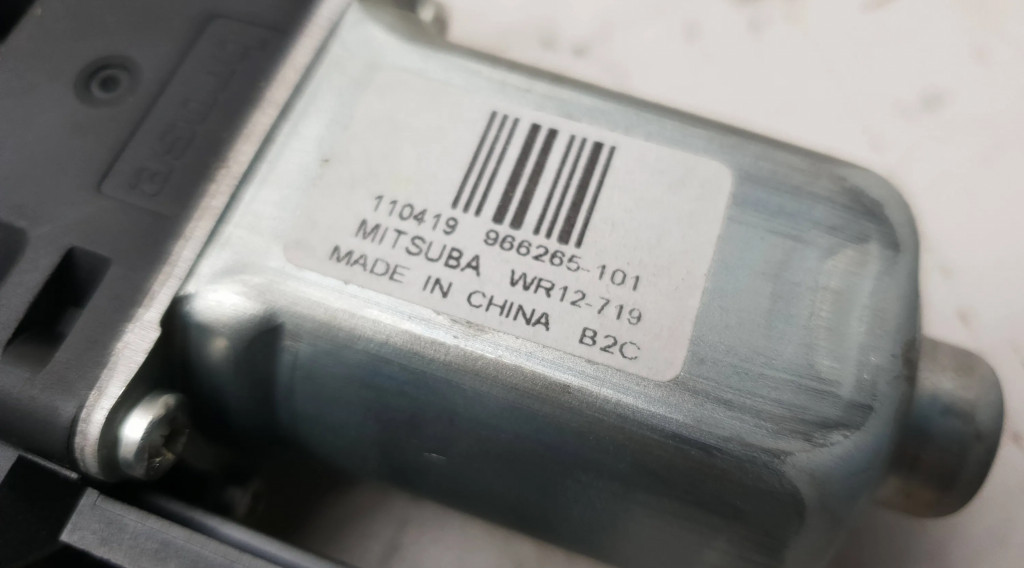 110419 966265-101
MITSUBA WR12-719
MADE IN CHINA B2C